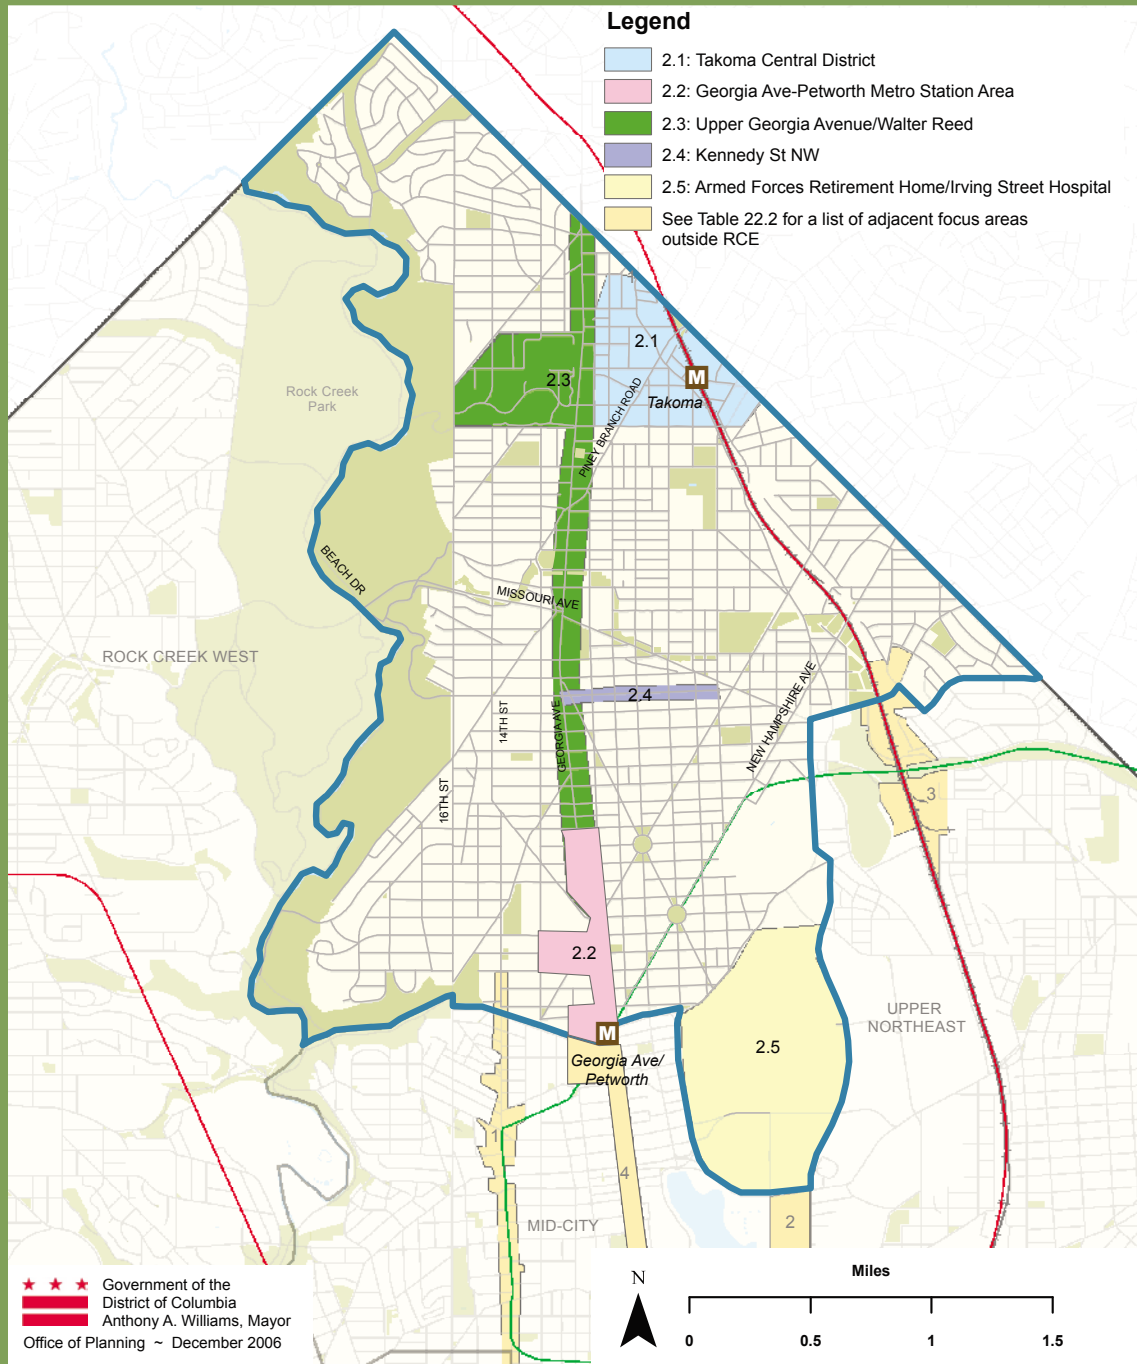 Legend
2.1: Takoma Central District
2.2: Georgia Ave-Petworth Metro Station Area
2.3: Upper Georgia Avenue/Walter Reed
2.4: Kennedy St NW
2.5: Armed Forces Retirement Home/Irving Street Hospital
See Table 22.2 for a list of adjacent focus areas
outside RCE
2.1
2.3
M
Takoma
Rock Creek
Park
PINEY BRANCH ROAD
BEACH DR
MISSOURI AVE
ROCK CREEK WEST
2.4
NEW HAMPSHIRE AVE
14TH ST
GEORGIA AVE
16TH ST
3
2.2
UPPER
NORTHEAST
M
2.5
Georgia Ave/
Petworth
1
4
2
MID-CITY
Government of the
District of Columbia
Anthony A. Williams, Mayor
Office of Planning ~ December 2006
N
Miles
0 0.5 1 1.5